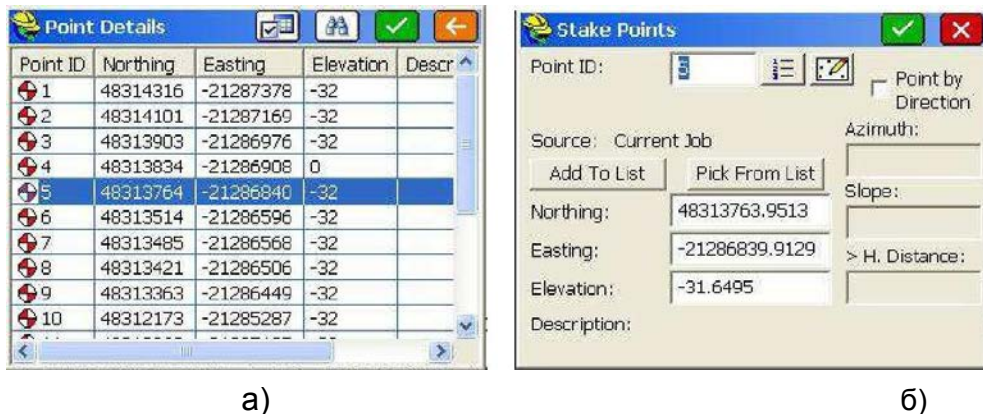 Point Details
Point ID Northing Easting Elevation Descr
1 48314316 -21287378 -32
2 48314101 -21287169 -32
3 48313903 -21286976 -32
4 48313834 -21286908 0
5 48313764 -21286840 -32
6 48313514 -21286596 -32
7 48313485 -21286568 -32
8 48313421 -21286506 -32
9 48313363 -21286449 -32
10 48312173 -21285287 -32
Stake Points
Point ID: 5
Point by
Direction
Source: Current Job
Azimuth:
Add To List Pick From List
Slope:
Northing: 48313763.9513
Easting: -21286839.9129
> H. Distance:
Elevation: -31.6495
Description:
а) б)